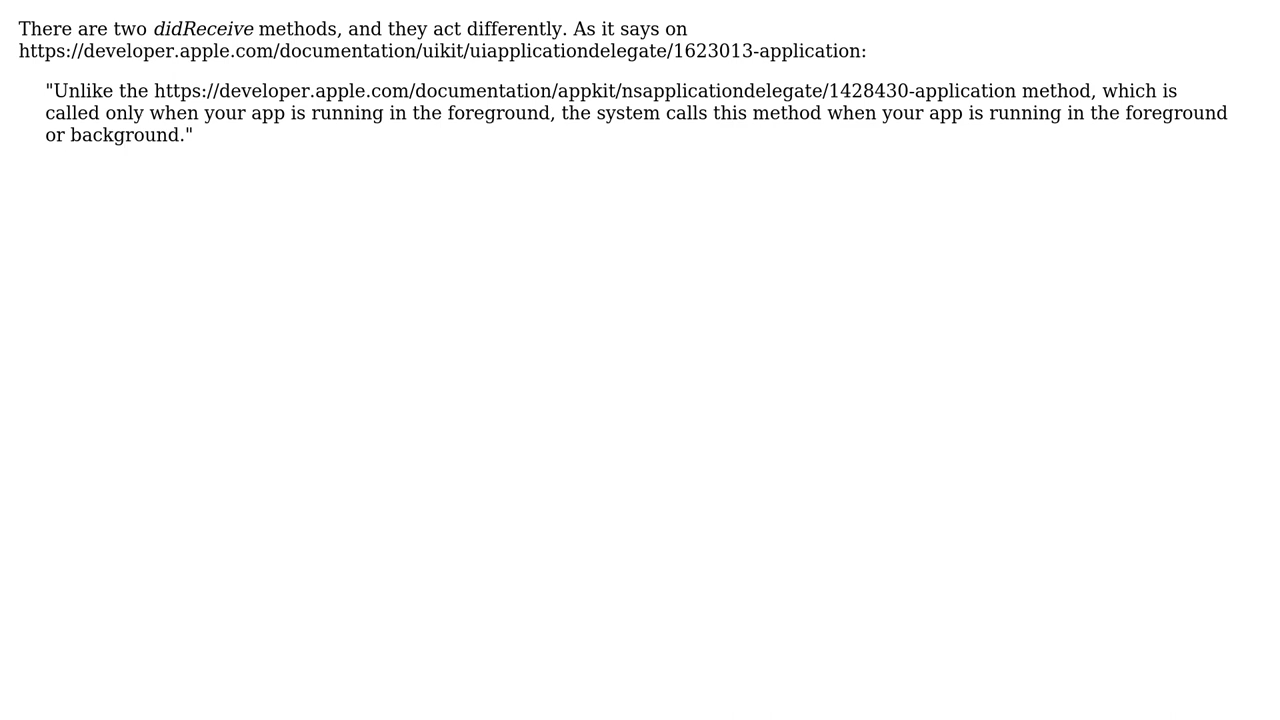 There are two didReceive methods, and they act differently. As it says on
https://developer.apple.com/documentation/uikit/uiapplicationdelegate/1623013-application:
"Unlike the https://developer.apple.com/documentation/appkit/nsapplicationdelegate/1428430-application method, which is
called only when your app is running in the foreground, the system calls this method when your app is running in the foreground
or background."